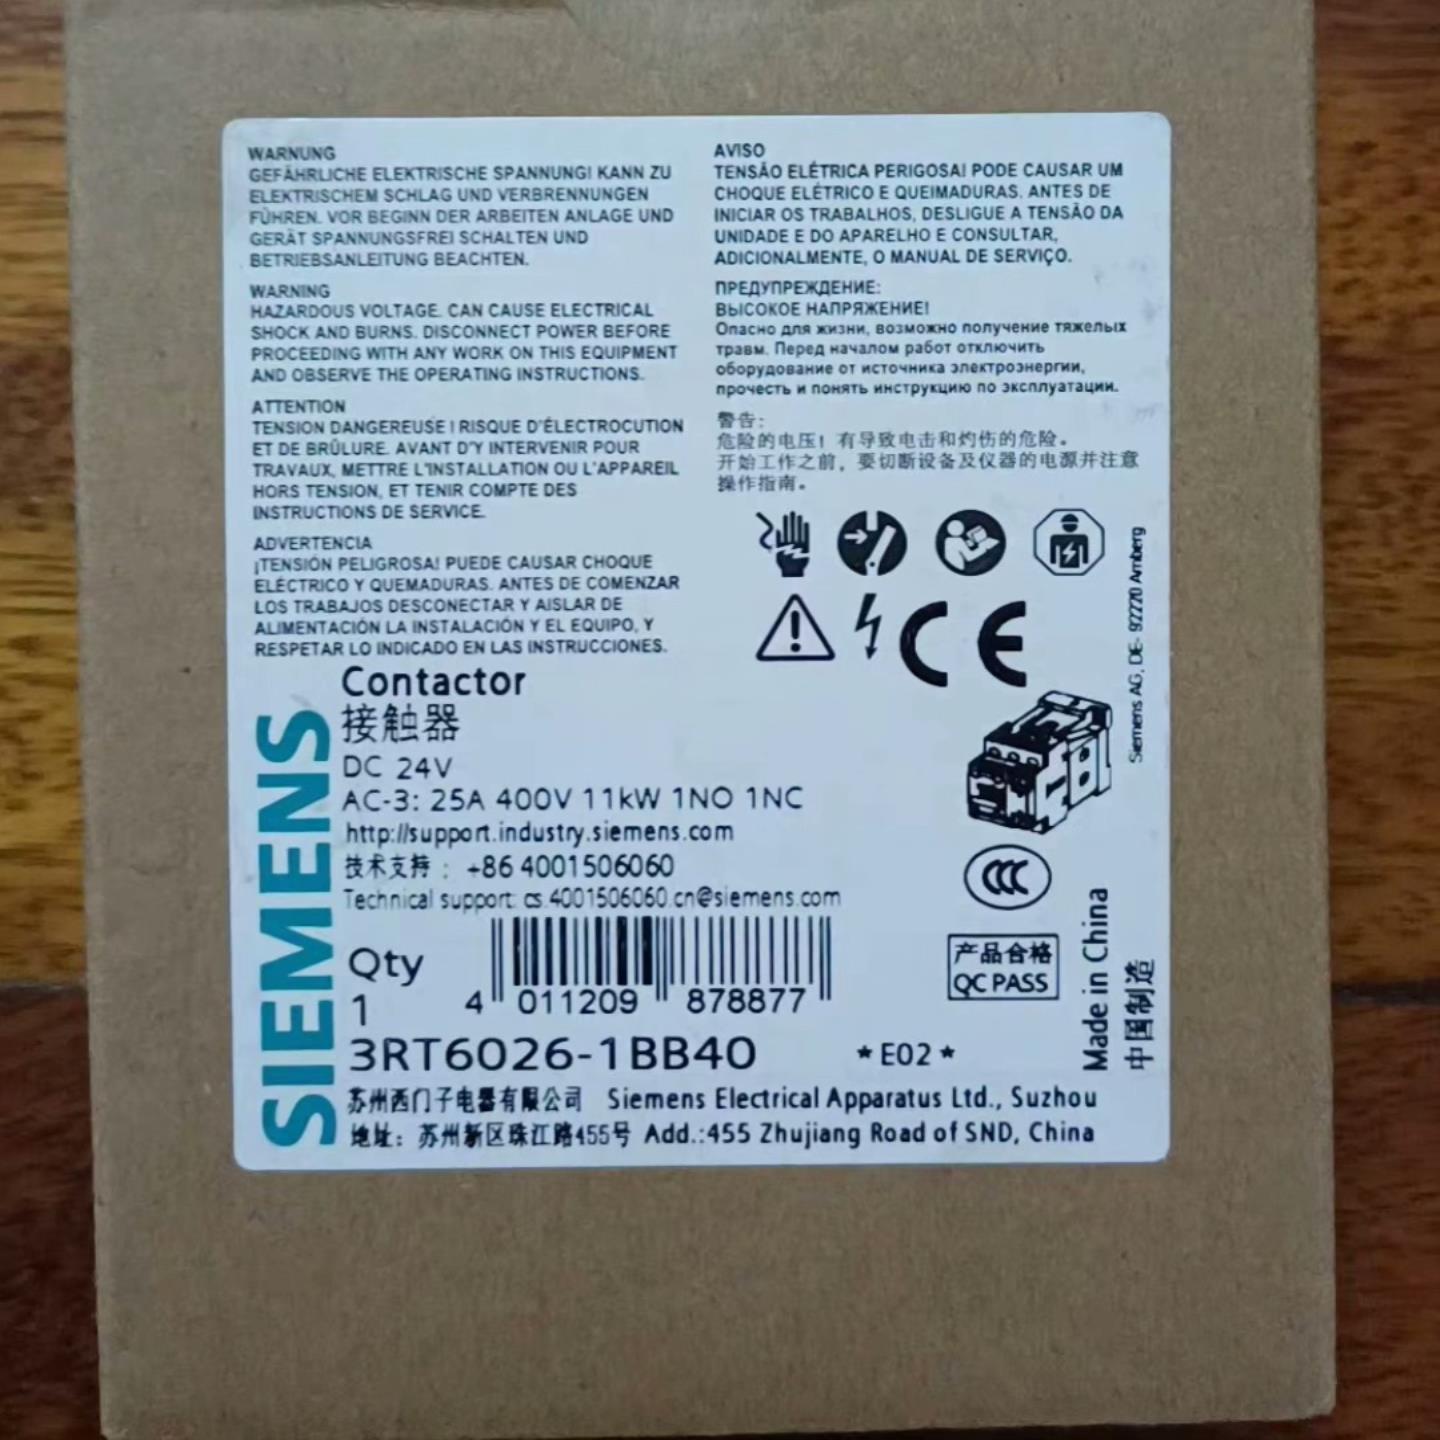 WARNUNG
GEFÄHRLICHE ELEKTRISCHE SPANNUNG! KANN ZU
ELEKTRISCHEM SCHLAG UND VERBRENNUNGEN
FÜHREN. VOR BEGINN DER ARBEITEN ANLAGE UND
GERÄT SPANNUNGSFREI SCHALTEN UND
BETRIEBSANLEITUNG BEACHTEN.
WARNING
HAZARDOUS VOLTAGE. CAN CAUSE ELECTRICAL
SHOCK AND BURNS. DISCONNECT POWER BEFORE
PROCEEDING WITH ANY WORK ON THIS EQUIPMENT
AND OBSERVE THE OPERATING INSTRUCTIONS.
ATTENTION
TENSION DANGEREUSE ! RISQUE D'ÉLECTROCUTION
ET DE BRÛLURE. AVANT D'Y INTERVENIR POUR
TRAVAUX, METTRE L'INSTALLATION OU L'APPAREIL
HORS TENSION, ET TENIR COMPTE DES
INSTRUCTIONS DE SERVICE.
ADVERTENCIA
¡TENSIÓN PELIGROSA! PUEDE CAUSAR CHOQUE
ELÉCTRICO Y QUEMADURAS. ANTES DE COMENZAR
LOS TRABAJOS DESCONECTAR Y AISLAR DE
ALIMENTACIÓN LA INSTALACIÓN Y EL EQUIPO, Y
RESPETAR LO INDICADO EN LAS INSTRUCCIONES.
AVISO
TENSÃO ELÉTRICA PERIGOSA! PODE CAUSAR UM
CHOQUE ELÉTRICO E QUEIMADURAS. ANTES DE
INICIAR OS TRABALHOS, DESLIGUE A TENSÃO DA
UNIDADE E DO APARELHO E CONSULTAR,
ADICIONALMENTE, O MANUAL DE SERVIÇO.
ПРЕДУПРЕЖДЕНИЕ:
ВЫСОКОЕ НАПРЯЖЕНИЕ!
Опасно для жизни, возможно получение тяжелых
травм. Перед началом работ отключить
оборудование от источника электроэнергии,
прочесть и понять инструкцию по эксплуатации.
警告:
危险的电压! 有导致电击和灼伤的危险。
开始工作之前, 要切断设备及仪器的电源并注意
操作指南。
CE
Siemens AG, DE- 92220 Amberg
SIEMENS
Contactor
接触器
DC 24V
AC-3: 25A 400V 11kW 1NO 1NC
http://support.industry.siemens.com
技术支持 : +86 4001506060
Technical support: cs.4001506060.cn@siemens.com
CCC
Qty
1
4 011209 878877
产品合格
QC PASS
Made in China
中国制造
3RT6026-1BB40 *E02*
苏州西门子电器有限公司 Siemens Electrical Apparatus Ltd., Suzhou
地址: 苏州新区珠江路455号 Add.:455 Zhujiang Road of SND, China